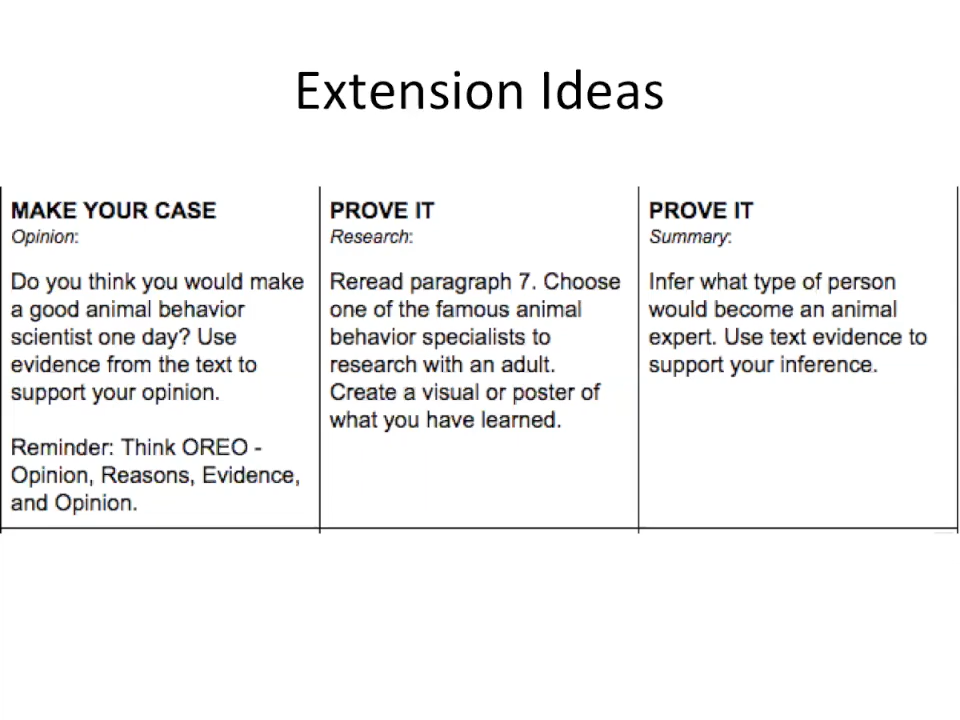 Extension Ideas
MAKE YOUR CASE
Opinion:
Do you think you would make
a good animal behavior
scientist one day? Use
evidence from the text to
support your opinion.
Reminder: Think OREO -
Opinion, Reasons, Evidence,
and Opinion.
PROVE IT
Research:
Reread paragraph 7. Choose
one of the famous animal
behavior specialists to
research with an adult.
Create a visual or poster of
what you have learned.
PROVE IT
Summary:
Infer what type of person
would become an animal
expert. Use text evidence to
support your inference.